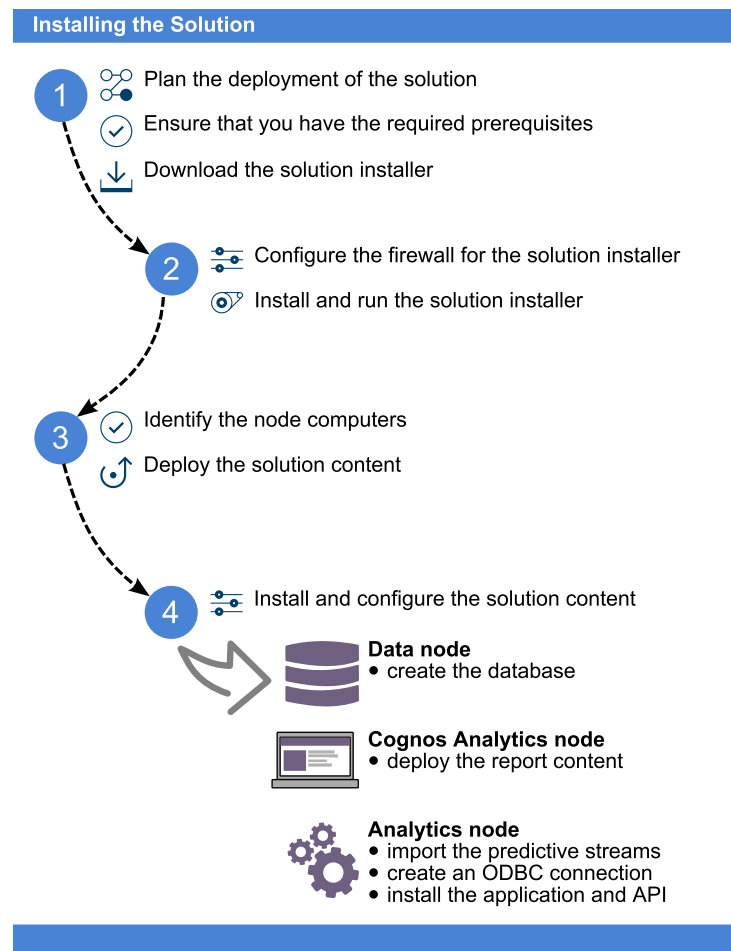 Installing the Solution
1
Plan the deployment of the solution
Ensure that you have the required prerequisites
Download the solution installer
2
Configure the firewall for the solution installer
Install and run the solution installer
3
Identify the node computers
Deploy the solution content
4
Install and configure the solution content
Data node
• create the database
Cognos Analytics node
• deploy the report content
Analytics node
• import the predictive streams
• create an ODBC connection
• install the application and API